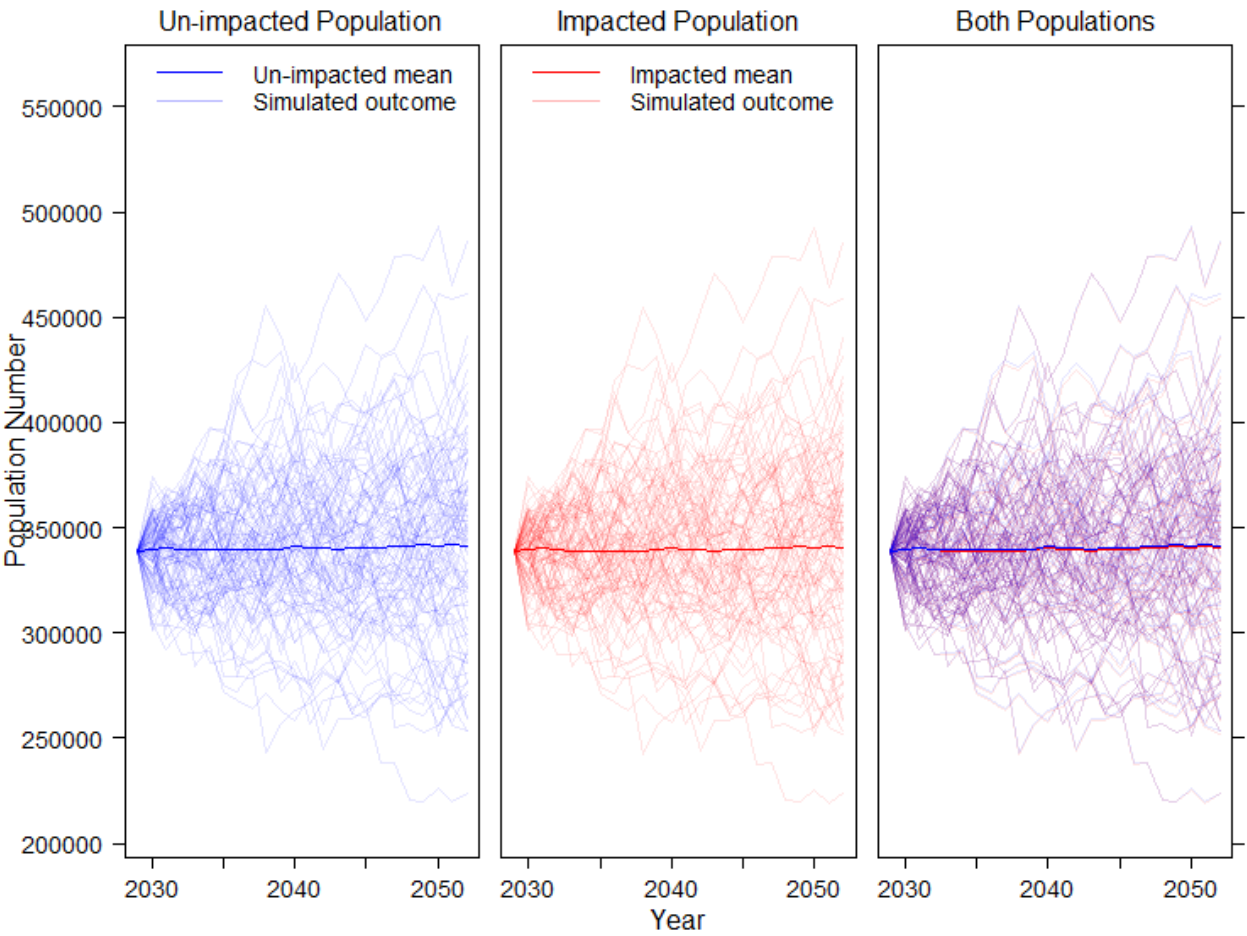 Un-impacted Population
Impacted Population
Both Populations
Un-impacted mean
Simulated outcome
Impacted mean
Simulated outcome
Population Number
550000
500000
450000
400000
350000
300000
250000
200000
2030 2040 2050
2030 2040 2050
2030 2040 2050
Year